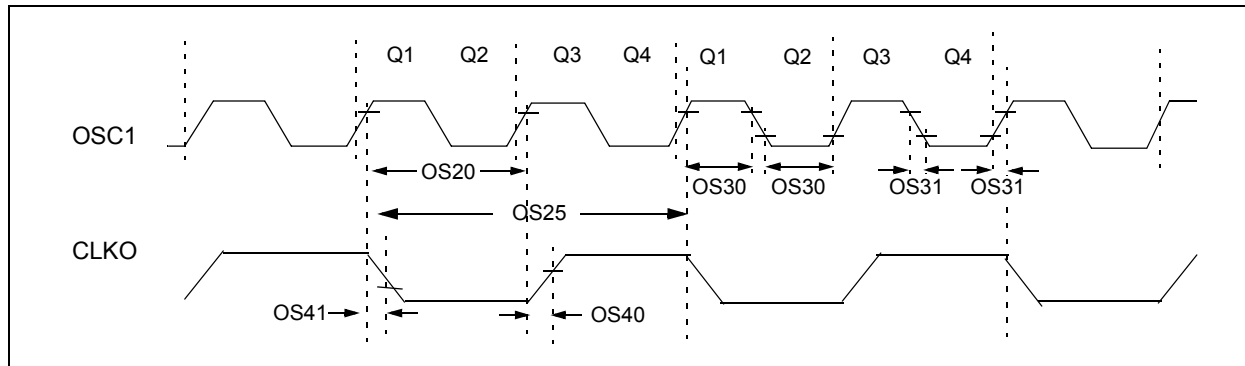 Q1 Q2 Q3 Q4 Q1 Q2 Q3 Q4
OSC1
OS20 OS30 OS30 OS31 OS31
OS25
CLKO
OS41 OS40